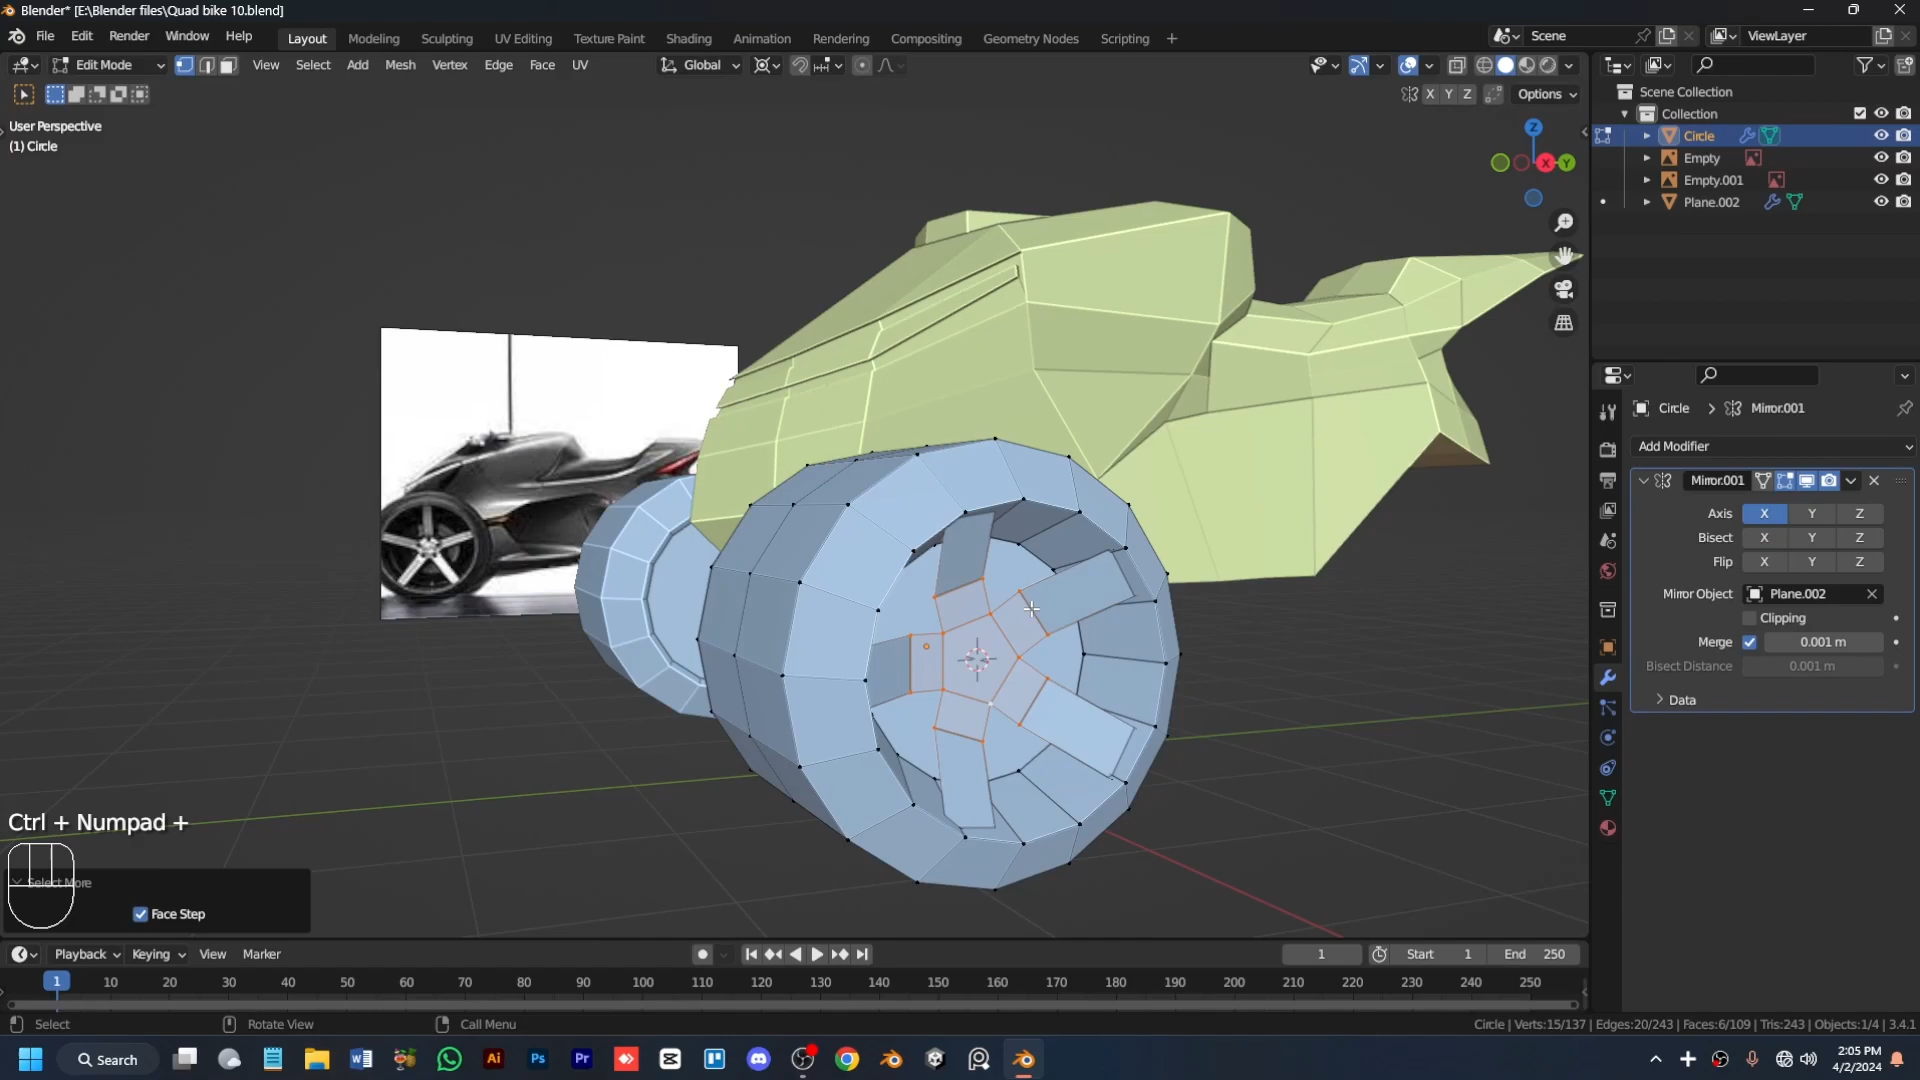 Blender* [E:\Blender files\Quad bike 10.blend]
File Edit Render Window Help Layout Modeling Sculpting UV Editing Texture Paint Shading Animation Rendering Compositing Geometry Nodes Scripting + Scene ViewLayer
Edit Mode View Select Add Mesh Vertex Edge Face UV Global
X Y Z Options
User Perspective
(1) Circle
Z
X Y
Scene Collection
Collection
Circle
Empty
Empty.001
Plane.002
Circle > Mirror.001
Add Modifier
Mirror.001
Axis X Y Z
Bisect X Y Z
Flip X Y Z
Mirror Object Plane.002
Clipping
Merge 0.001 m
Bisect Distance 0.001 m
Data
Ctrl + Numpad +
Select More
Face Step
Playback Keying View Marker 1 Start 1 End 250
1 10 20 30 40 50 60 70 80 90 100 110 120 130 140 150 160 170 180 190 200 210 220 230 240 250
Select Rotate View Call Menu Circle | Verts:15/137 | Edges:20/243 | Faces:6/109 | Tris:243 | Objects:1/4 | 3.4.1
Search Ai Ps Pr 2:05 PM
4/2/2024